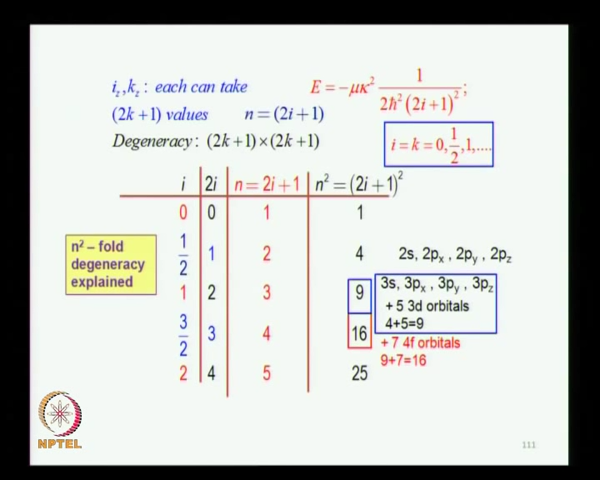 i_z, k_z : each can take
(2k+1) values n = (2i+1)
E = −μκ² 1/(2ħ²(2i+1)²);
Degeneracy: (2k+1)×(2k+1)
i = k = 0, 1/2, 1, ....
i 2i n = 2i+1 n² = (2i+1)²
0 0 1 1
1/2 1 2 4 2s, 2p_x , 2p_y , 2p_z
n² – fold
degeneracy
explained
1 2 3 9 3s, 3p_x , 3p_y , 3p_z
+ 5 3d orbitals
4+5=9
3/2 3 4 16 + 7 4f orbitals
9+7=16
2 4 5 25
NPTEL
111